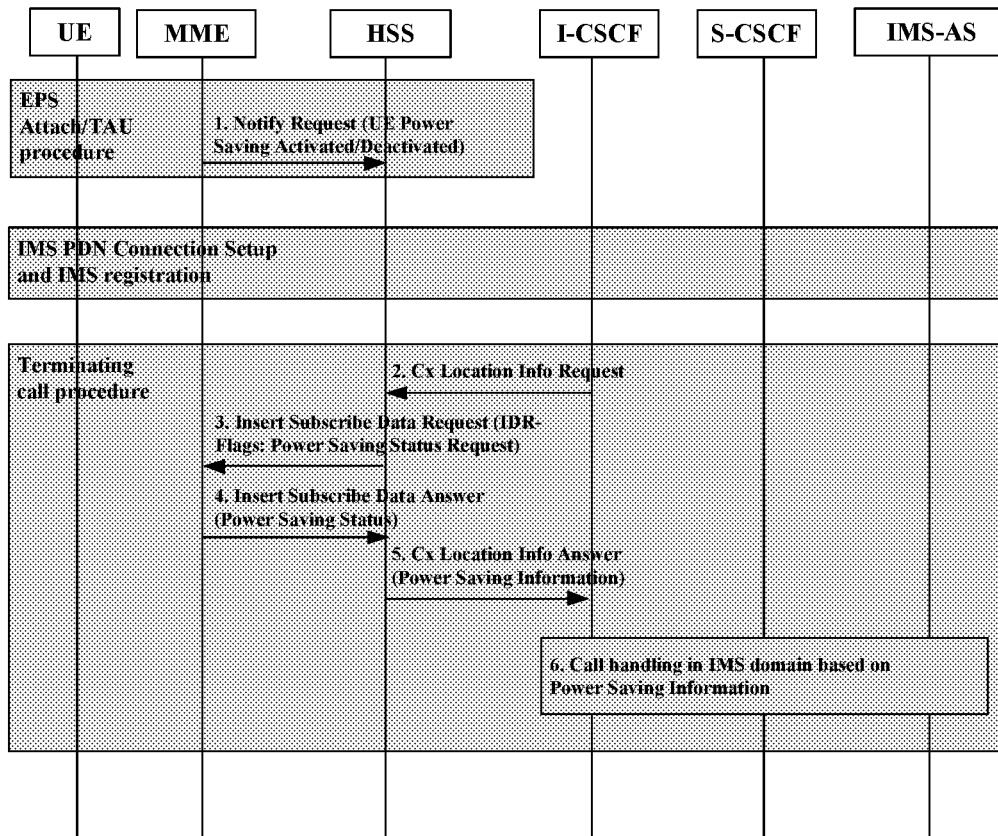 UE
MME
HSS
I-CSCF
S-CSCF
IMS-AS
EPS
Attach/TAU
procedure
1. Notify Request (UE Power
Saving Activated/Deactivated)
IMS PDN Connection Setup
and IMS registration
Terminating
call procedure
2. Cx Location Info Request
3. Insert Subscribe Data Request (IDR-
Flags: Power Saving Status Request)
4. Insert Subscribe Data Answer
(Power Saving Status)
5. Cx Location Info Answer
(Power Saving Information)
6. Call handling in IMS domain based on
Power Saving Information